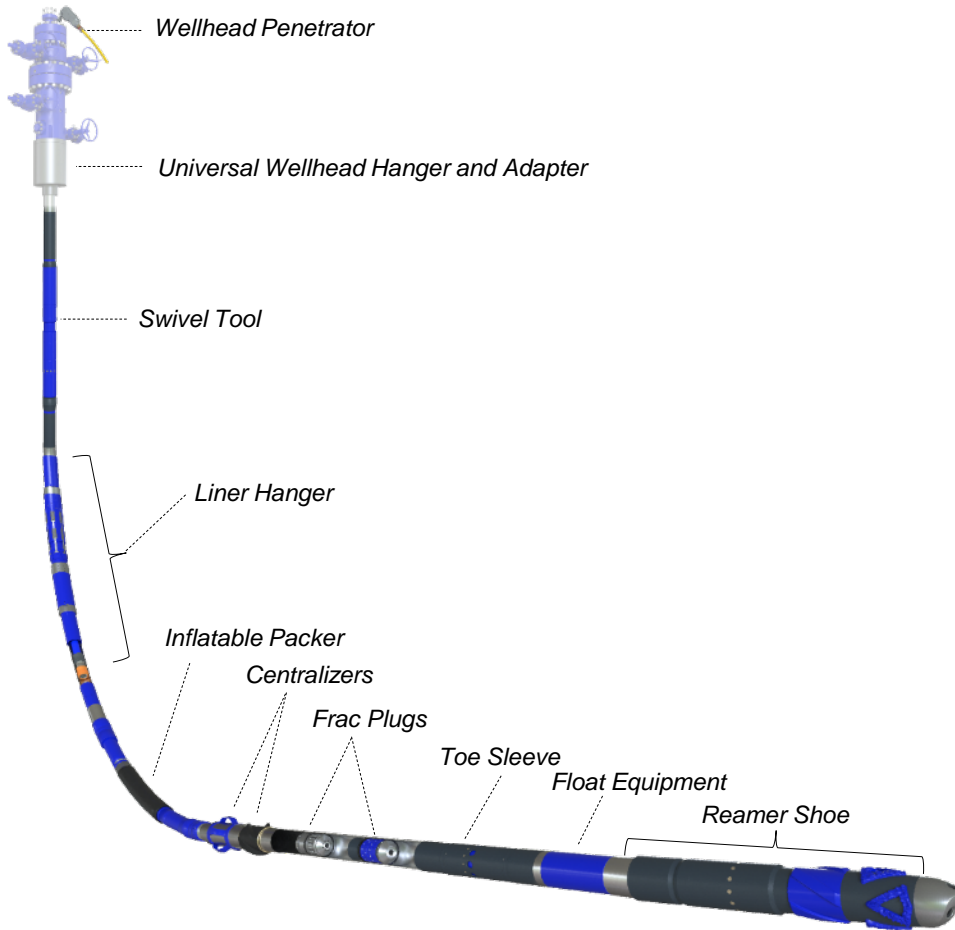 Wellhead Penetrator
Universal Wellhead Hanger and Adapter
Swivel Tool
Liner Hanger
Inflatable Packer
Centralizers
Frac Plugs
Toe Sleeve
Float Equipment
Reamer Shoe